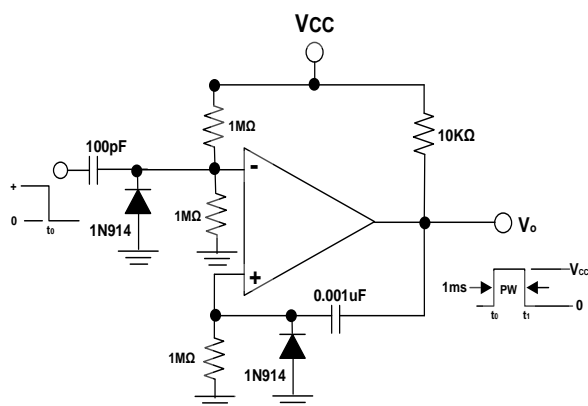 VCC
1MΩ
10KΩ
100pF
-
+
0
t0
1N914
1MΩ
Vo
+
0.001uF
1ms
PW
VCC
0
t0
t1
1MΩ
1N914